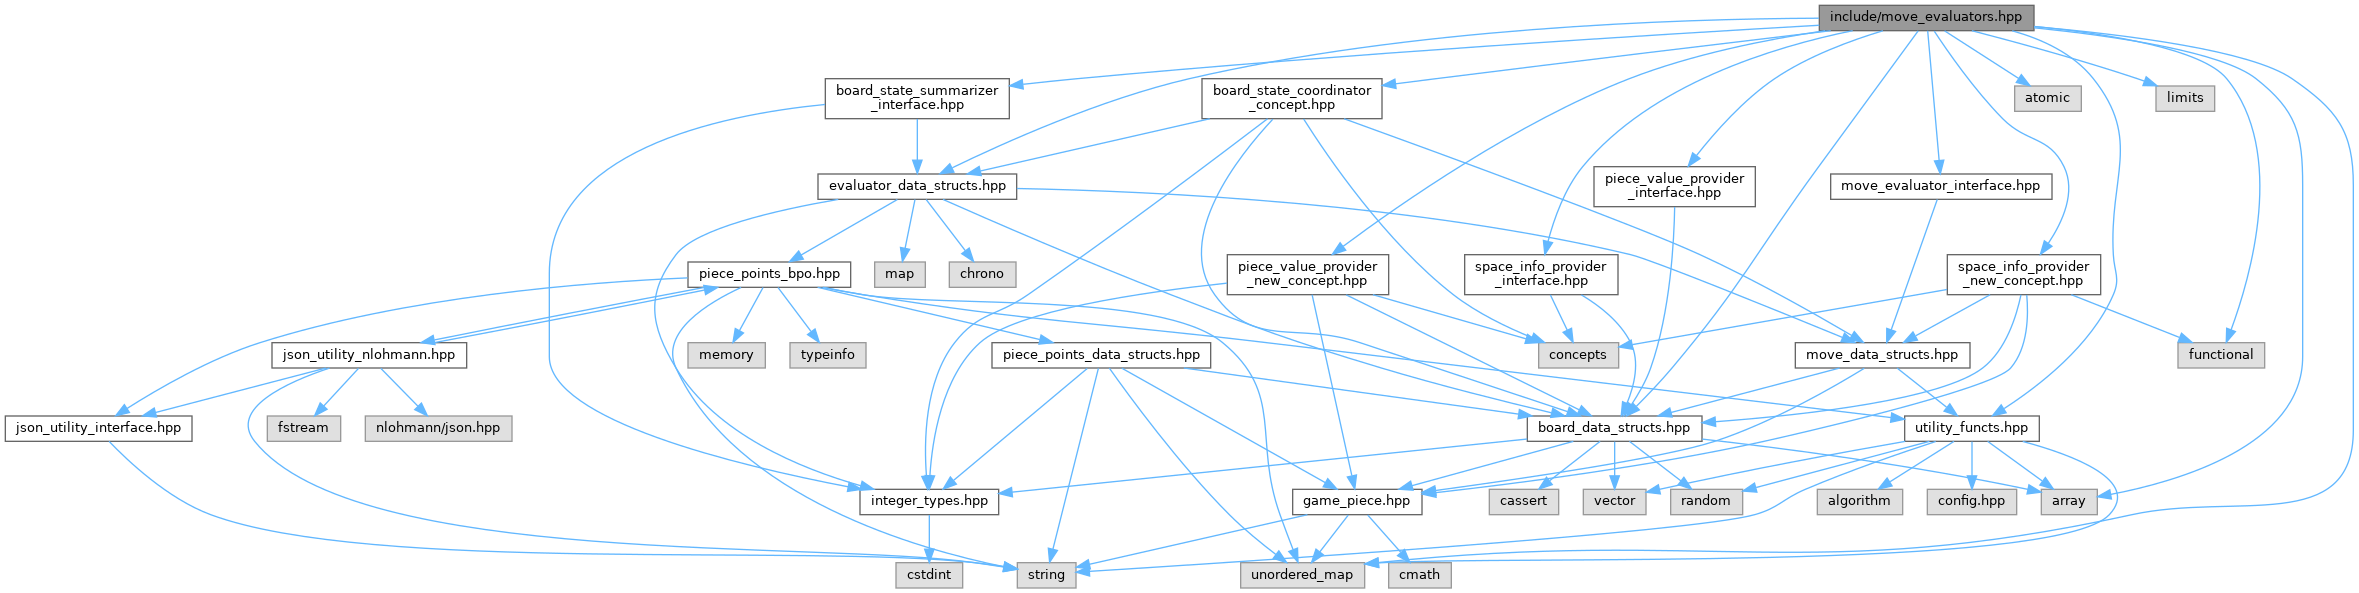 include/move_evaluators.hpp
board_state_summarizer
_interface.hpp
board_state_coordinator
_concept.hpp
atomic
limits
evaluator_data_structs.hpp
piece_value_provider
_interface.hpp
move_evaluator_interface.hpp
piece_points_bpo.hpp
map
chrono
piece_value_provider
_new_concept.hpp
space_info_provider
_interface.hpp
space_info_provider
_new_concept.hpp
json_utility_nlohmann.hpp
memory
typeinfo
piece_points_data_structs.hpp
concepts
move_data_structs.hpp
functional
json_utility_interface.hpp
fstream
nlohmann/json.hpp
board_data_structs.hpp
utility_functs.hpp
integer_types.hpp
game_piece.hpp
cassert
vector
random
algorithm
config.hpp
array
cstdint
string
unordered_map
cmath